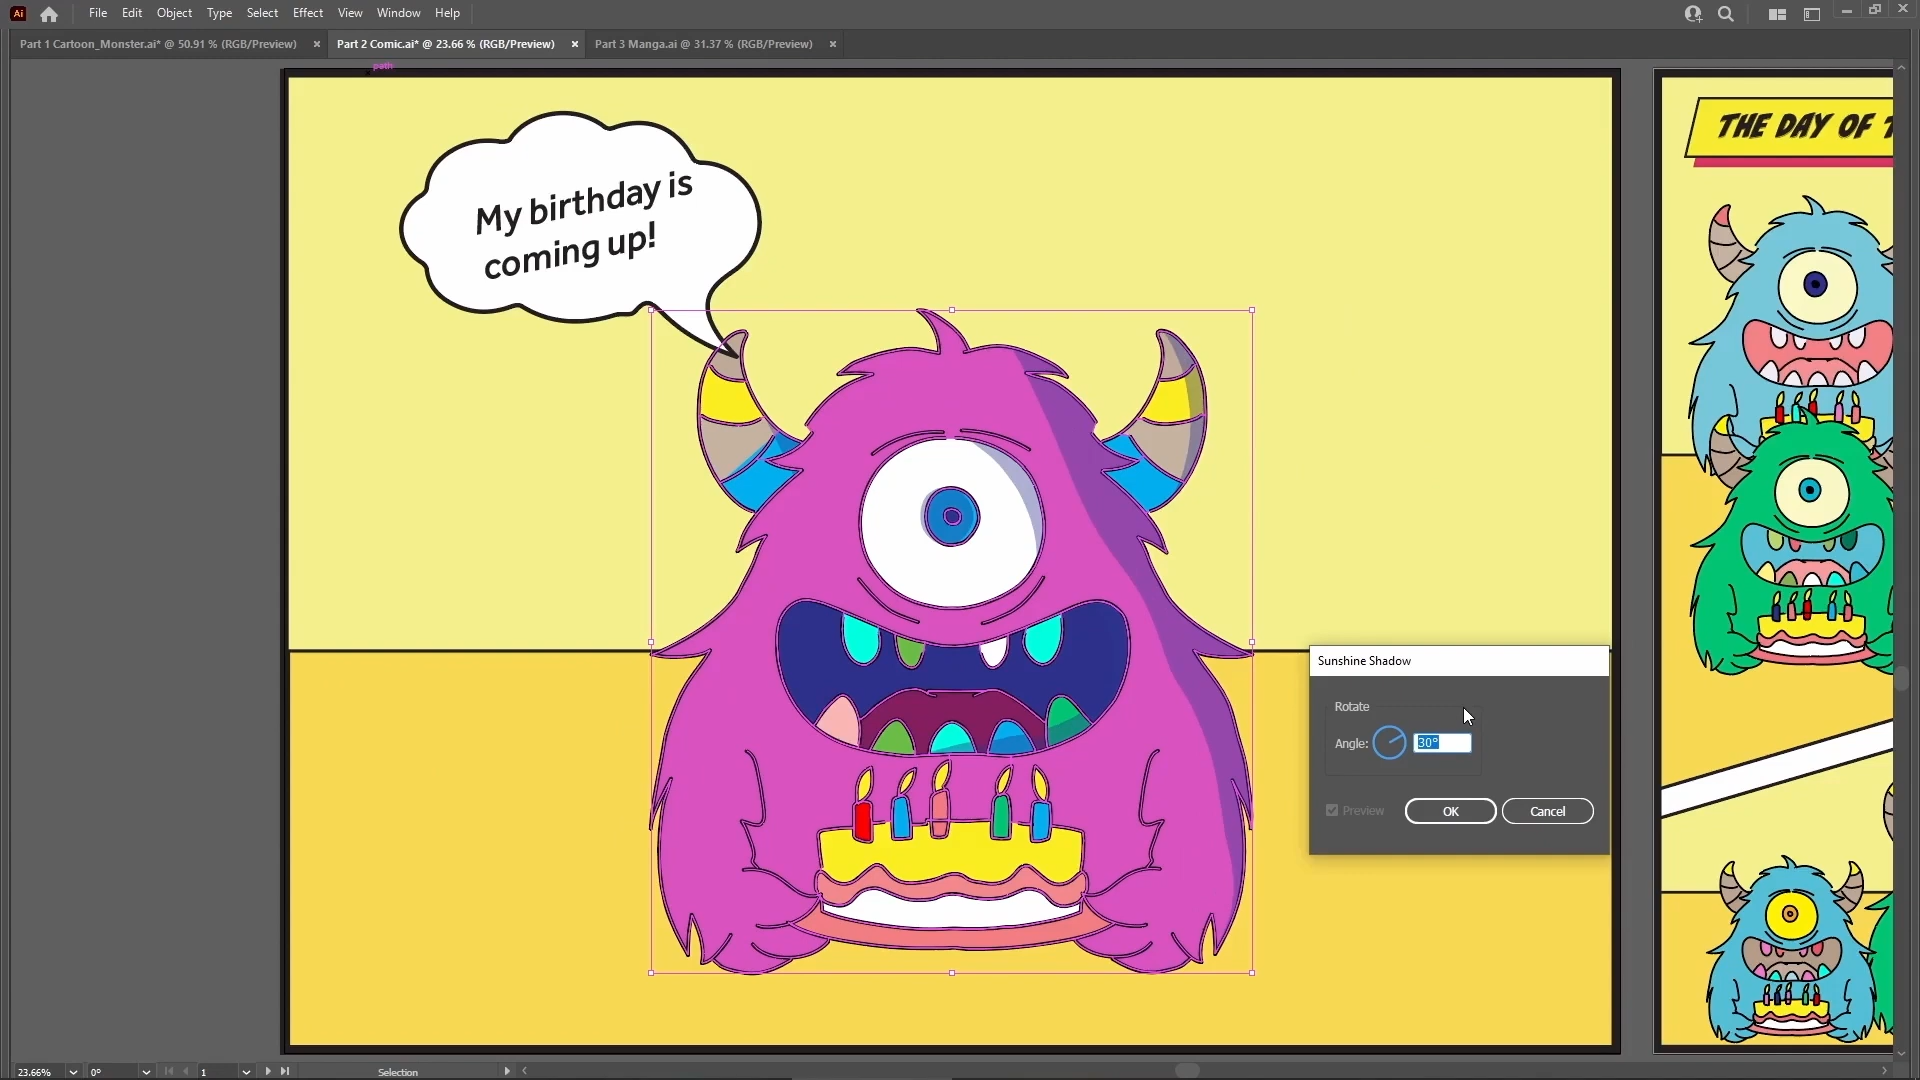 Ai
File Edit Object Type Select Effect View Window Help
Part 1 Cartoon_Monster.ai* @ 50.91 % (RGB/Preview) ×
Part 2 Comic.ai* @ 23.66 % (RGB/Preview) ×
Part 3 Manga.ai @ 31.37 % (RGB/Preview) ×
path
My birthday is
coming up!
THE DAY OF
Sunshine Shadow
Rotate
Angle: 30°
Preview
OK
Cancel
23.66%
0°
1
Selection